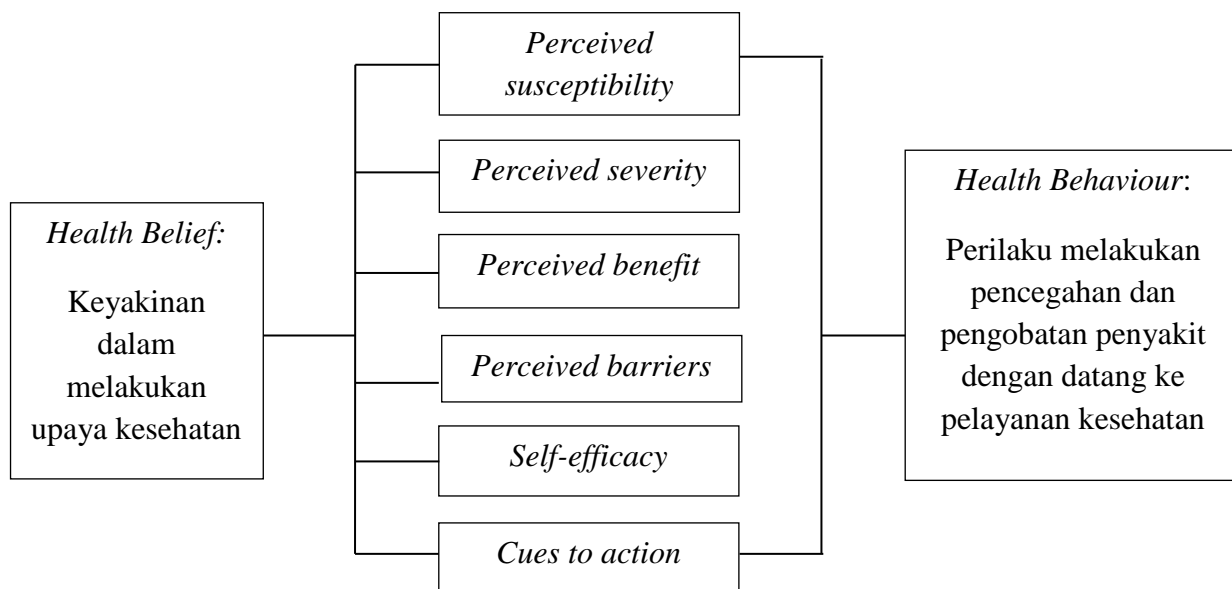 Health Belief:
Keyakinan
dalam
melakukan
upaya kesehatan
Perceived
susceptibility
Perceived severity
Perceived benefit
Perceived barriers
Self-efficacy
Cues to action
Health Behaviour:
Perilaku melakukan
pencegahan dan
pengobatan penyakit
dengan datang ke
pelayanan kesehatan